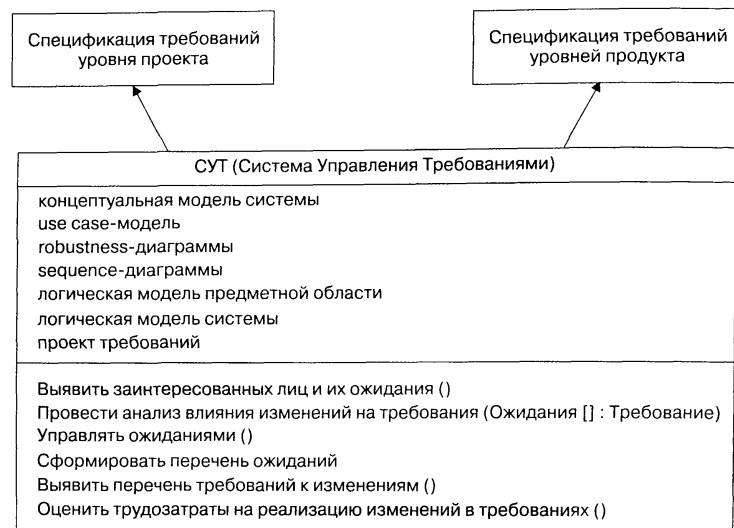 Спецификация требований
уровня проекта
Спецификация требований
уровней продукта
СУТ (Система Управления Требованиями)
концептуальная модель системы
use case-модель
robustness-диаграммы
sequence-диаграммы
логическая модель предметной области
логическая модель системы
проект требований
Выявить заинтересованных лиц и их ожидания ()
Провести анализ влияния изменений на требования (Ожидания [] : Требование)
Управлять ожиданиями ()
Сформировать перечень ожиданий
Выявить перечень требований к изменениям ()
Оценить трудозатраты на реализацию изменений в требованиях ()